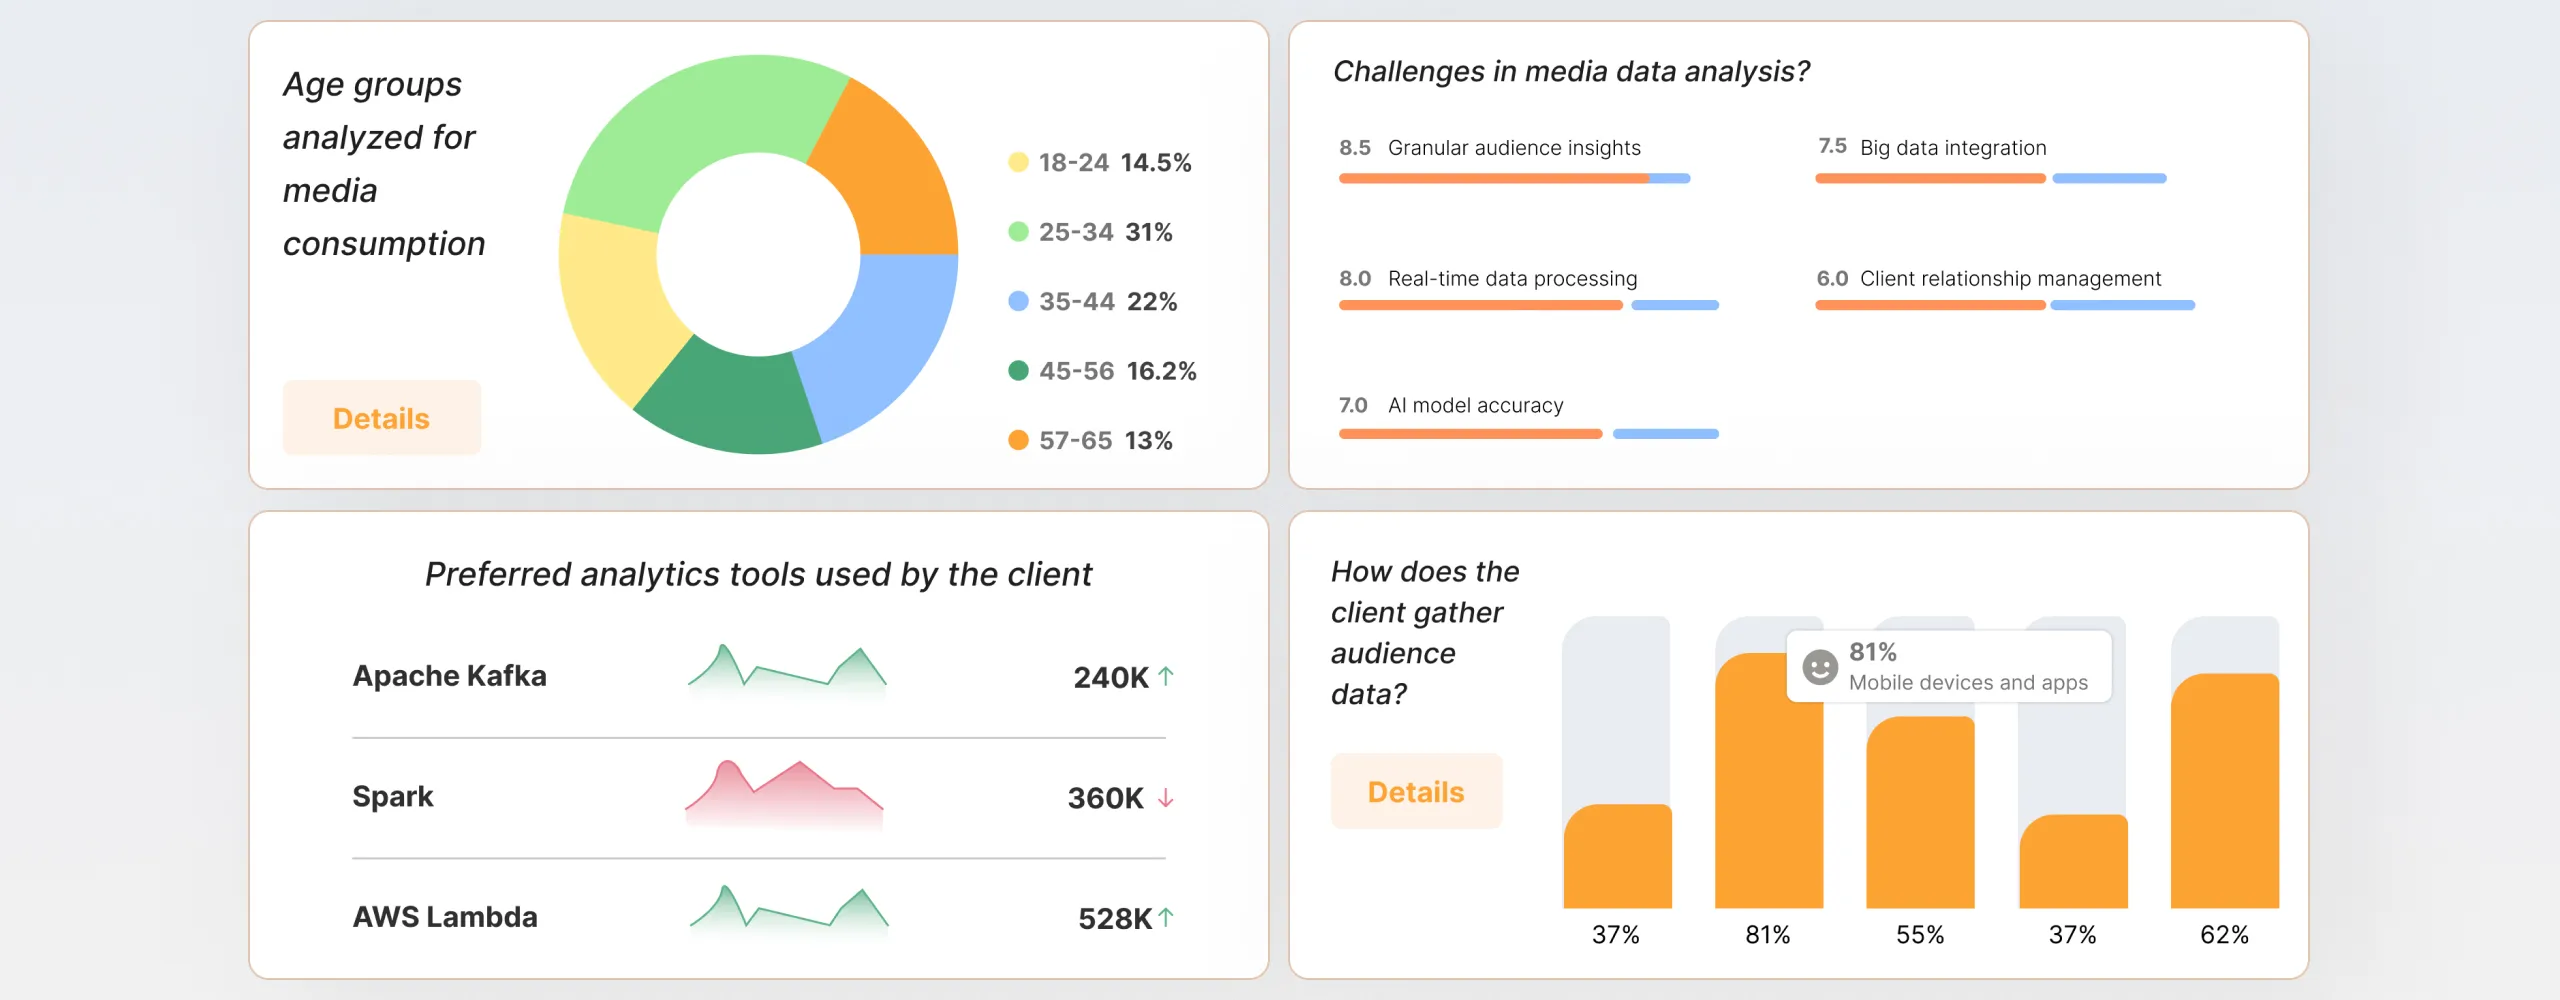 Age groups
analyzed for
media
consumption
Details
18-24 14.5%
25-34 31%
35-44 22%
45-56 16.2%
57-65 13%
Challenges in media data analysis?
8.5 Granular audience insights
7.5 Big data integration
8.0 Real-time data processing
6.0 Client relationship management
7.0 AI model accuracy
Preferred analytics tools used by the client
Apache Kafka 240K ↑
Spark 360K ↓
AWS Lambda 528K ↑
How does the
client gather
audience
data?
Details
81%
Mobile devices and apps
37% 81% 55% 37% 62%